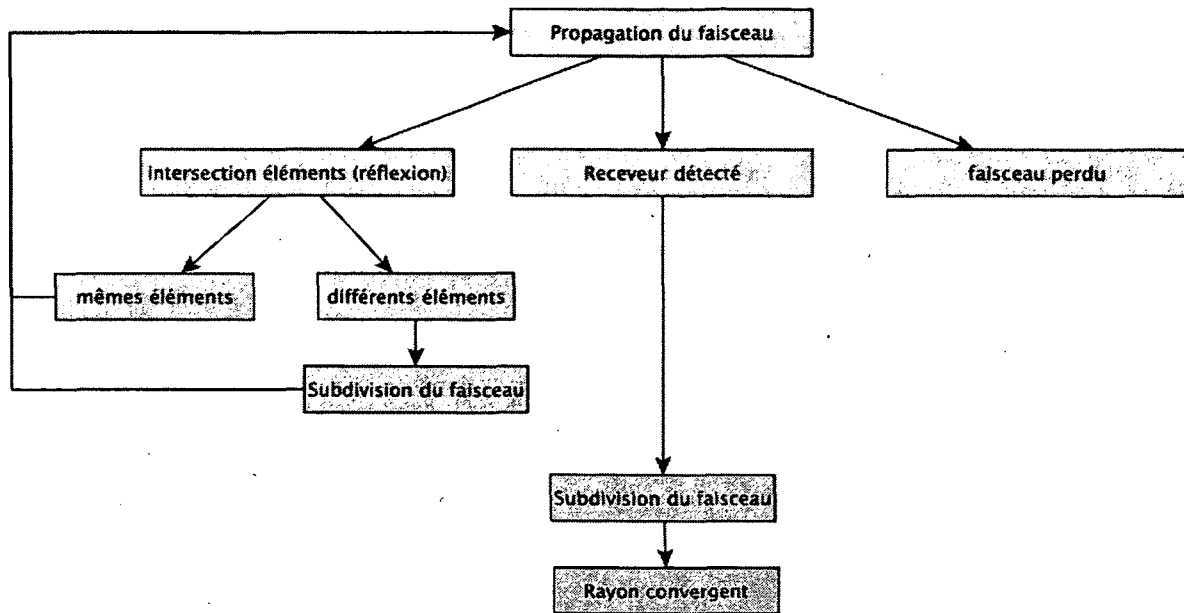 Propagation du faisceau
Intersection éléments (réflexion)
Receveur détecté
faisceau perdu
mêmes éléments
différents éléments
Subdivision du faisceau
Subdivision du faisceau
Rayon convergent